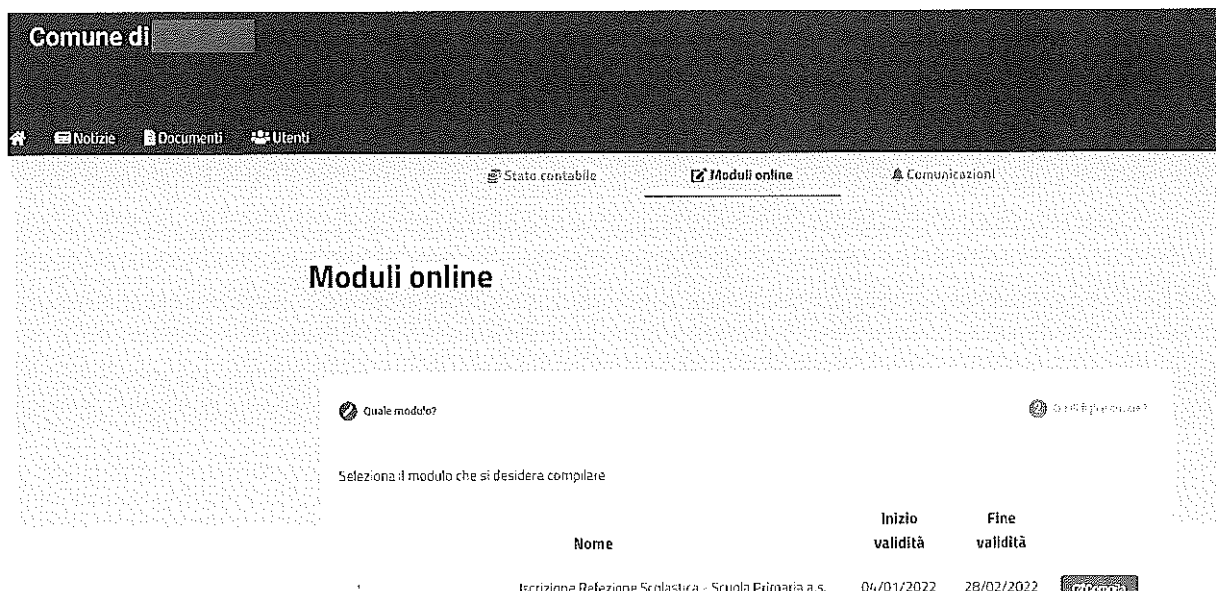 Comune di
Notizie Documenti Utenti
Stato contabile Moduli online Comunicazioni
Moduli online
Quale modulo?
Seleziona il modulo che si desidera compilare
Nome Inizio validità Fine validità
Iscrizione Refezione Scolastica - Scuola Primaria a.s. 04/01/2022 28/02/2022